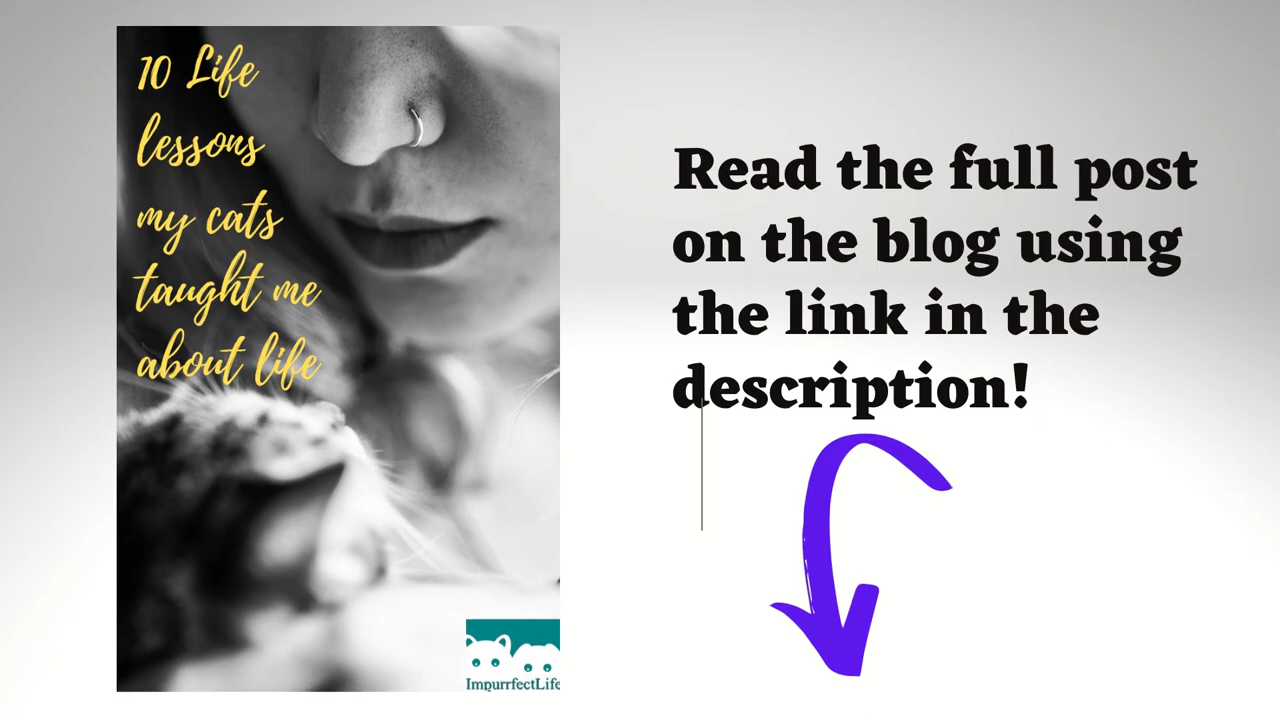 10 Life
lessons
my cats
taught me
about life
ImpurrfectLife
Read the full post
on the blog using
the link in the
description!